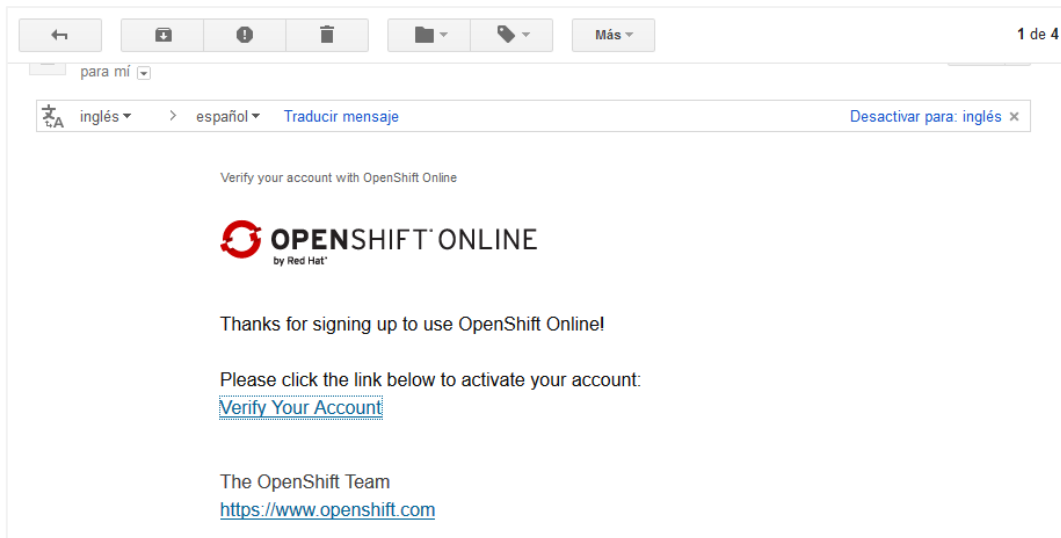 Más
1 de 4
para mí
inglés > español Traducir mensaje Desactivar para: inglés ×
Verify your account with OpenShift Online
OPENSHIFT ONLINE
by Red Hat
Thanks for signing up to use OpenShift Online!
Please click the link below to activate your account:
Verify Your Account
The OpenShift Team
https://www.openshift.com